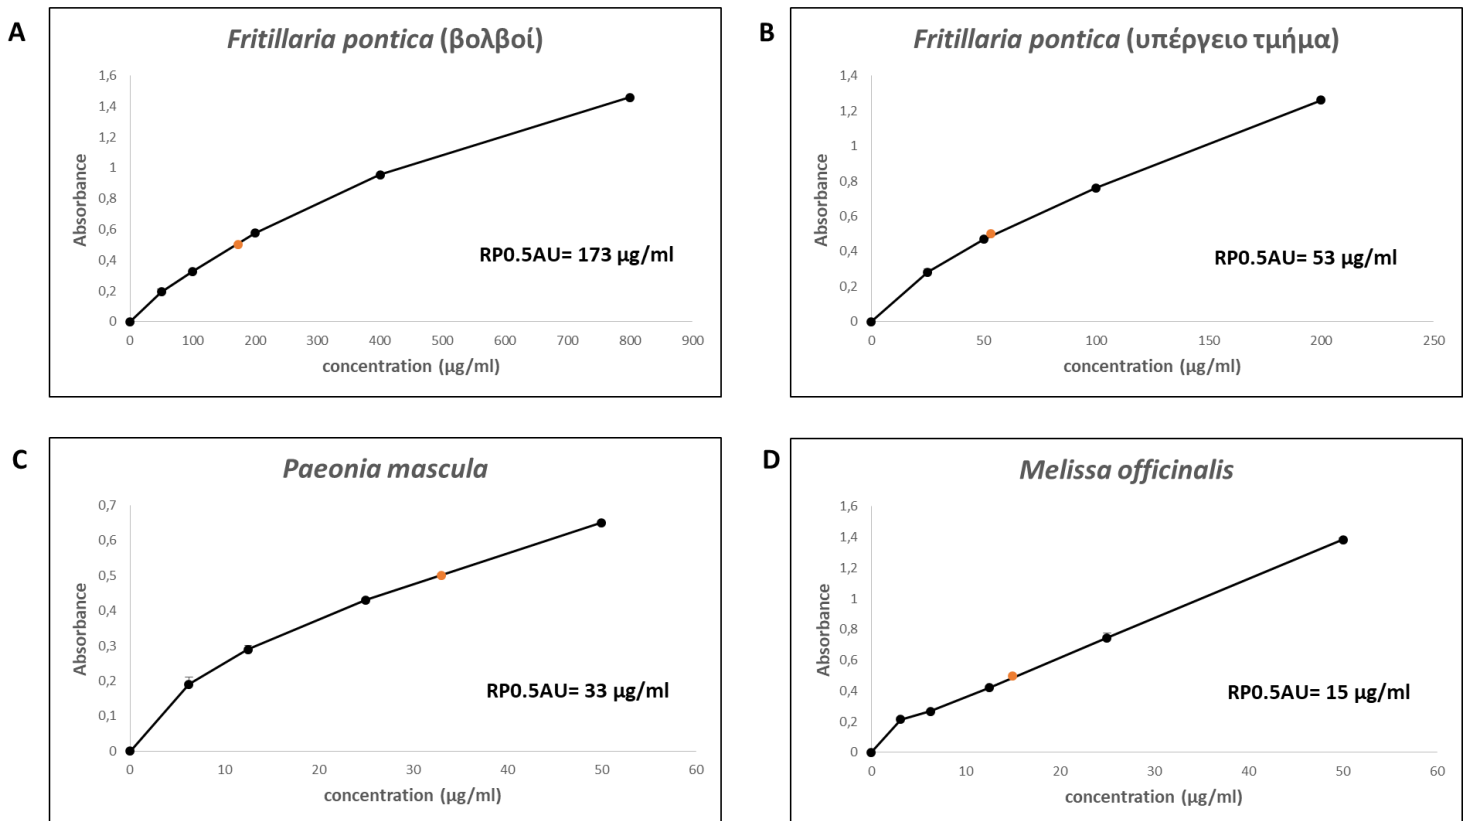 A
Fritillaria pontica (βολβοί)
1,6
1,4
1,2
1
0,8
0,6
0,4
0,2
0
Absorbance
RP0.5AU= 173 μg/ml
0 100 200 300 400 500 600 700 800 900
concentration (μg/ml)
B
Fritillaria pontica (υπέργειο τμήμα)
1,4
1,2
1
0,8
0,6
0,4
0,2
0
Absorbance
RP0.5AU= 53 μg/ml
0 50 100 150 200 250
concentration (μg/ml)
C
Paeonia mascula
0,7
0,6
0,5
0,4
0,3
0,2
0,1
0
Absorbance
RP0.5AU= 33 μg/ml
0 10 20 30 40 50 60
concentration (μg/ml)
D
Melissa officinalis
1,6
1,4
1,2
1
0,8
0,6
0,4
0,2
0
Absorbance
RP0.5AU= 15 μg/ml
0 10 20 30 40 50 60
concentration (μg/ml)